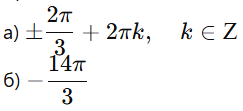 а) ± 2π/3 + 2πk, k ∈ Z
б) − 14π/3